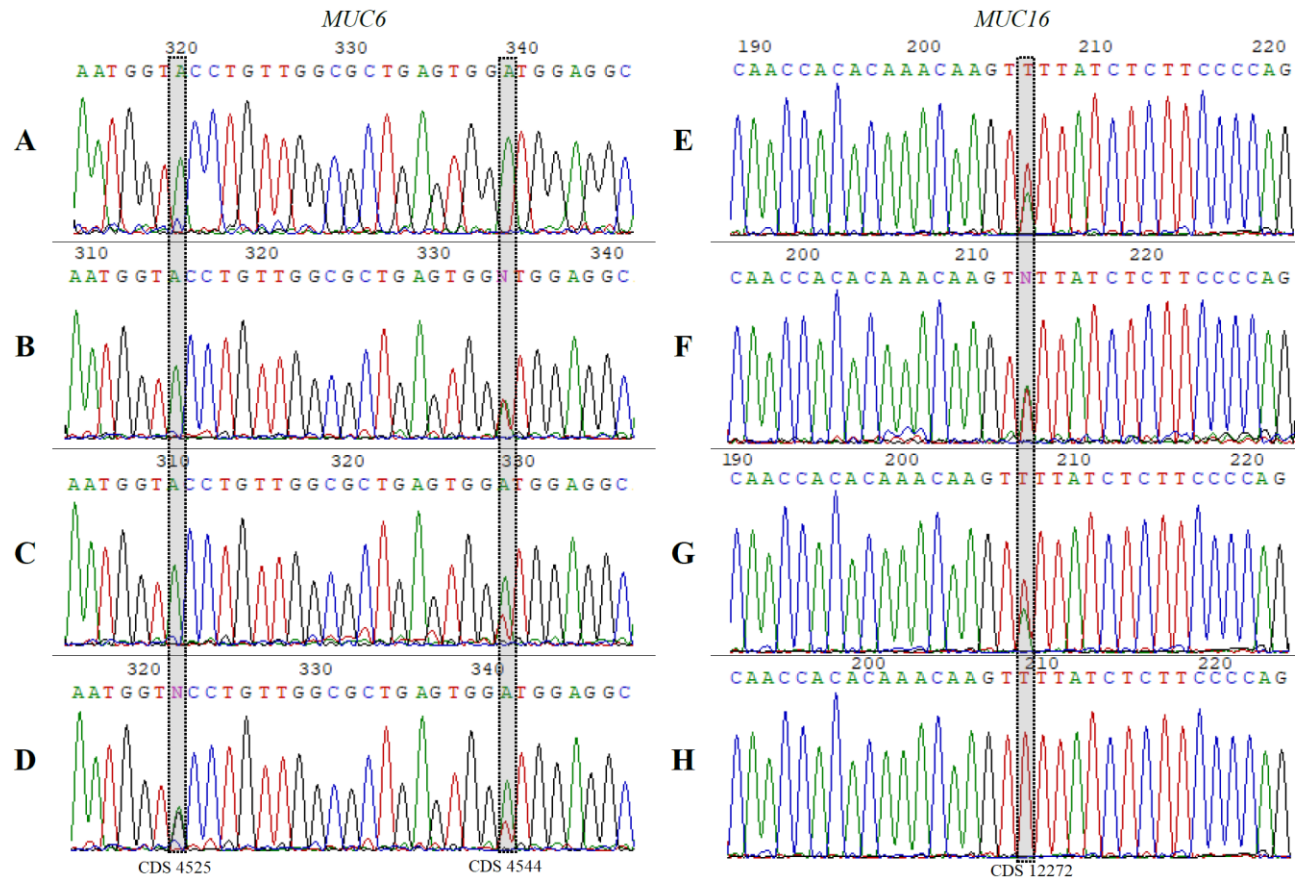 MUC6
320 330 340
AATGGTACCTGTTGGCGCTGAGTGGATGGAGGC
A
310 320 330 340
AATGGTACCTGTTGGCGCTGAGTGGNTGGAGGC
B
310 320 330
AATGGTACCTGTTGGCGCTGAGTGGATGGAGGC
C
320 330 340
AATGGTNCCTGTTGGCGCTGAGTGGATGGAGGC
D
CDS 4525 CDS 4544
MUC16
190 200 210 220
CAACCACACAAACAAGTTTTATCTCTTCCCCAG
E
200 210 220
CAACCACACAAACAAGTNTTATCTCTTCCCCAG
F
190 200 210 220
CAACCACACAAACAAGTTTTATCTCTTCCCCAG
G
200 210 220
CAACCACACAAACAAGTTTTATCTCTTCCCCAG
H
CDS 12272